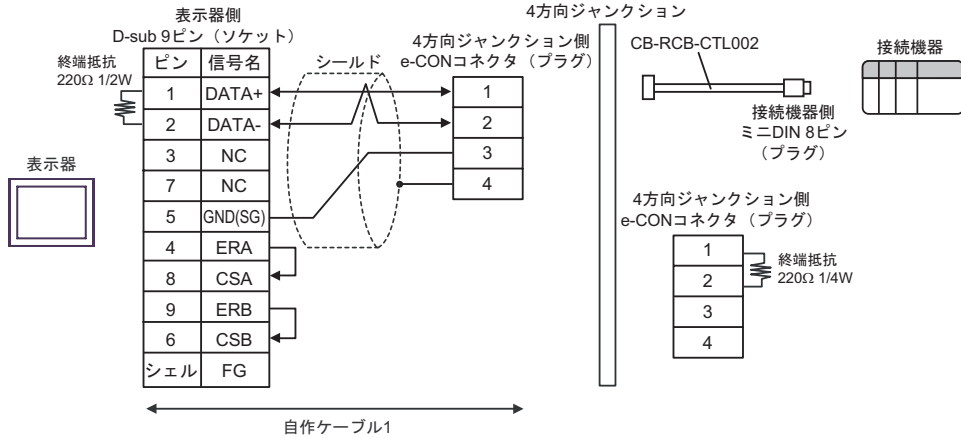 表示器側
D-sub 9ピン（ソケット）
終端抵抗
220Ω 1/2W
ピン 信号名
1 DATA+
2 DATA-
3 NC
7 NC
5 GND(SG)
4 ERA
8 CSA
9 ERB
6 CSB
シェル FG
表示器
シールド
4方向ジャンクション側
e-CONコネクタ（プラグ）
1
2
3
4
自作ケーブル1
4方向ジャンクション
CB-RCB-CTL002
接続機器側
ミニDIN 8ピン
（プラグ）
接続機器
4方向ジャンクション側
e-CONコネクタ（プラグ）
1
2
3
4
終端抵抗
220Ω 1/4W